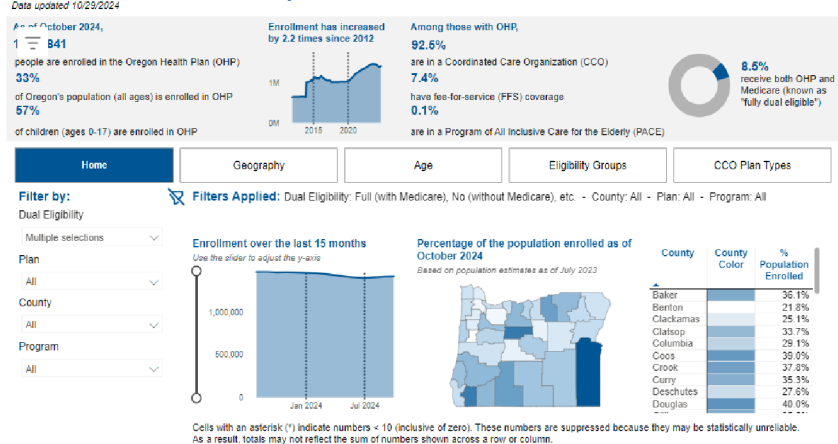 Data updated 10/29/2024
As of October 2024,
841
people are enrolled in the Oregon Health Plan (OHP)
33%
of Oregon's population (all ages) is enrolled in OHP
57%
of children (ages 0-17) are enrolled in OHP
Enrollment has increased
by 2.2 times since 2012
1M
0M
2015
2020
Among those with OHP,
92.5%
are in a Coordinated Care Organization (CCO)
7.4%
have fee-for-service (FFS) coverage
0.1%
are in a Program of All Inclusive Care for the Elderly (PACE)
8.5%
receive both OHP and
Medicare (known as
"fully dual eligible")
Home
Geography
Age
Eligibility Groups
CCO Plan Types
Filter by:
Dual Eligibility
Multiple selections
Plan
All
County
All
Program
All
Filters Applied: Dual Eligibility: Full (with Medicare), No (without Medicare), etc. - County: All - Plan: All - Program: All
Enrollment over the last 15 months
Use the slider to adjust the y-axis
1,000,000
500,000
0
Jan 2024
Jul 2024
Percentage of the population enrolled as of
October 2024
Based on population estimates as of July 2023
County County Color % Population Enrolled
Baker 36.1%
Benton 21.8%
Clackamas 25.1%
Clatsop 33.7%
Columbia 29.1%
Coos 39.0%
Crook 37.8%
Curry 35.3%
Deschutes 27.6%
Douglas 40.0%
Cells with an asterisk (*) indicate numbers < 10 (inclusive of zero). These numbers are suppressed because they may be statistically unreliable.
As a result, totals may not reflect the sum of numbers shown across a row or column.